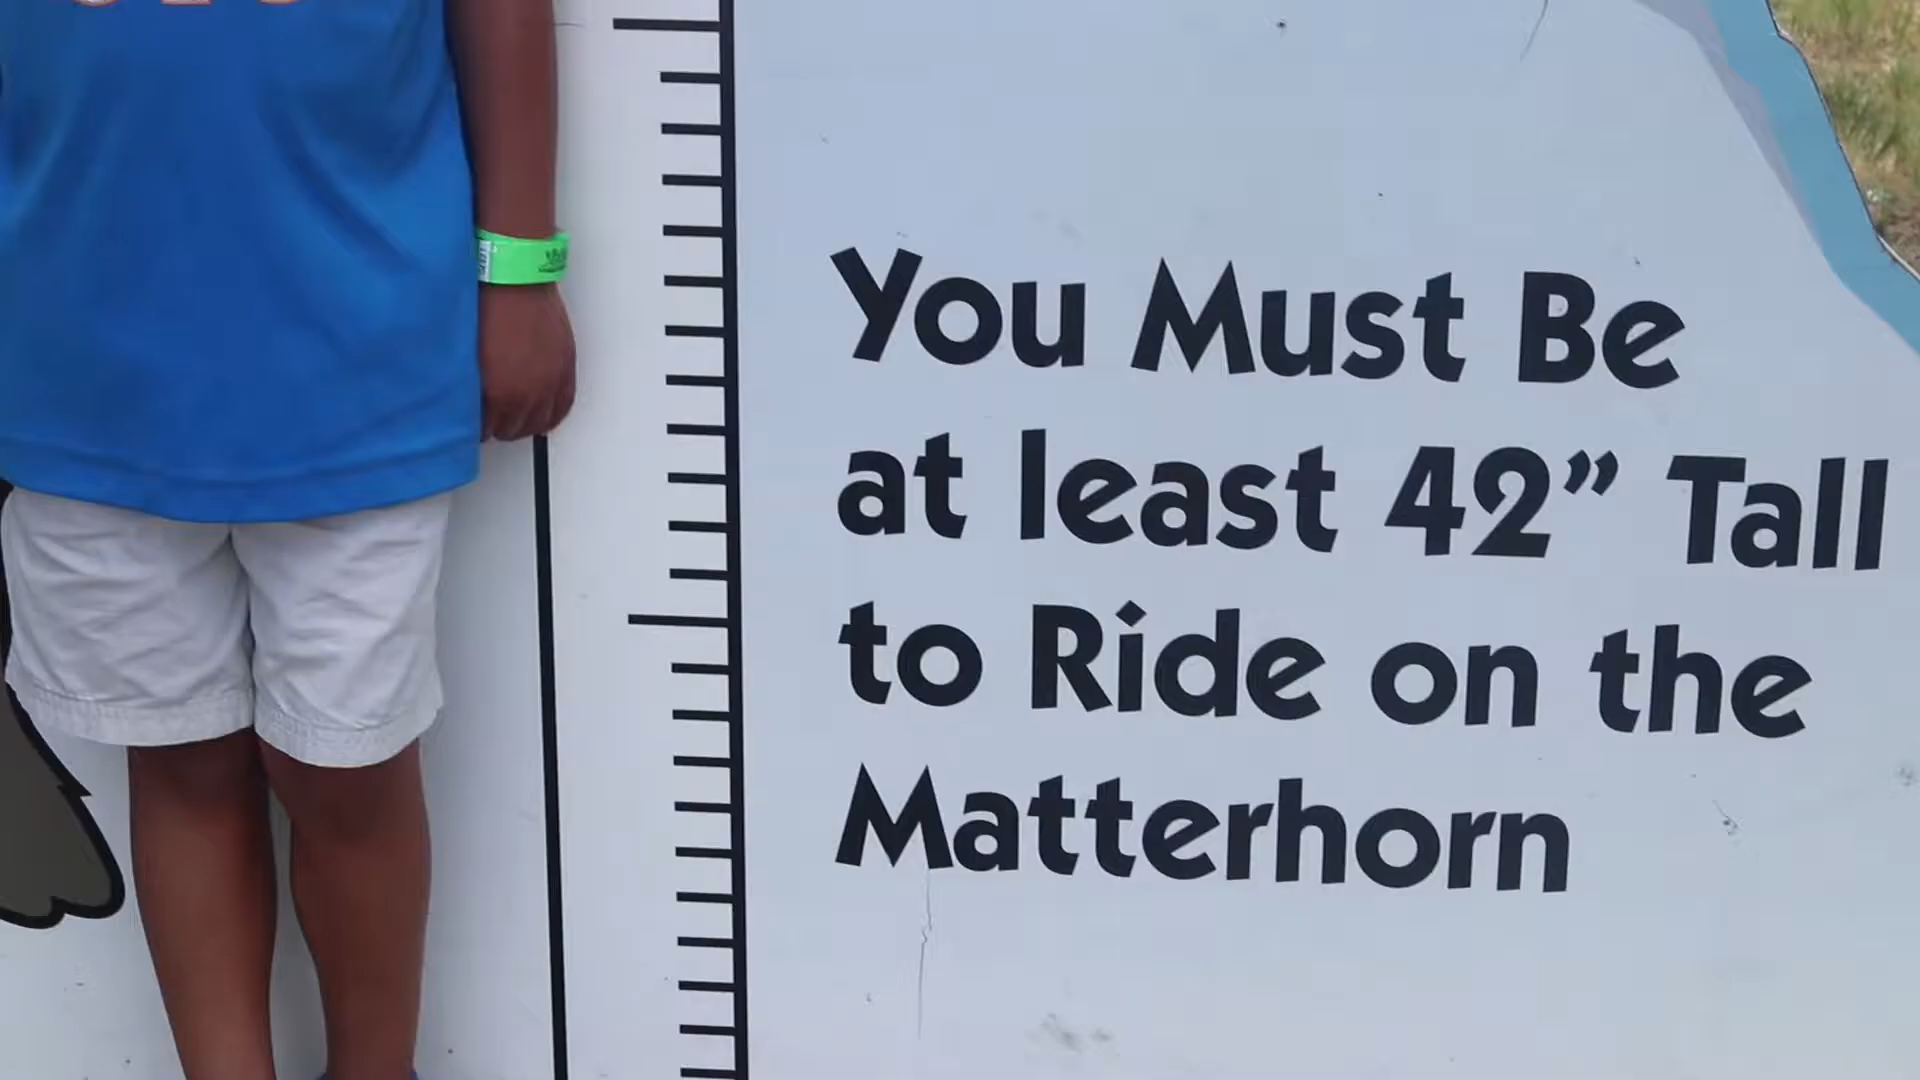 You Must Be
at least 42” Tall
to Ride on the
Matterhorn